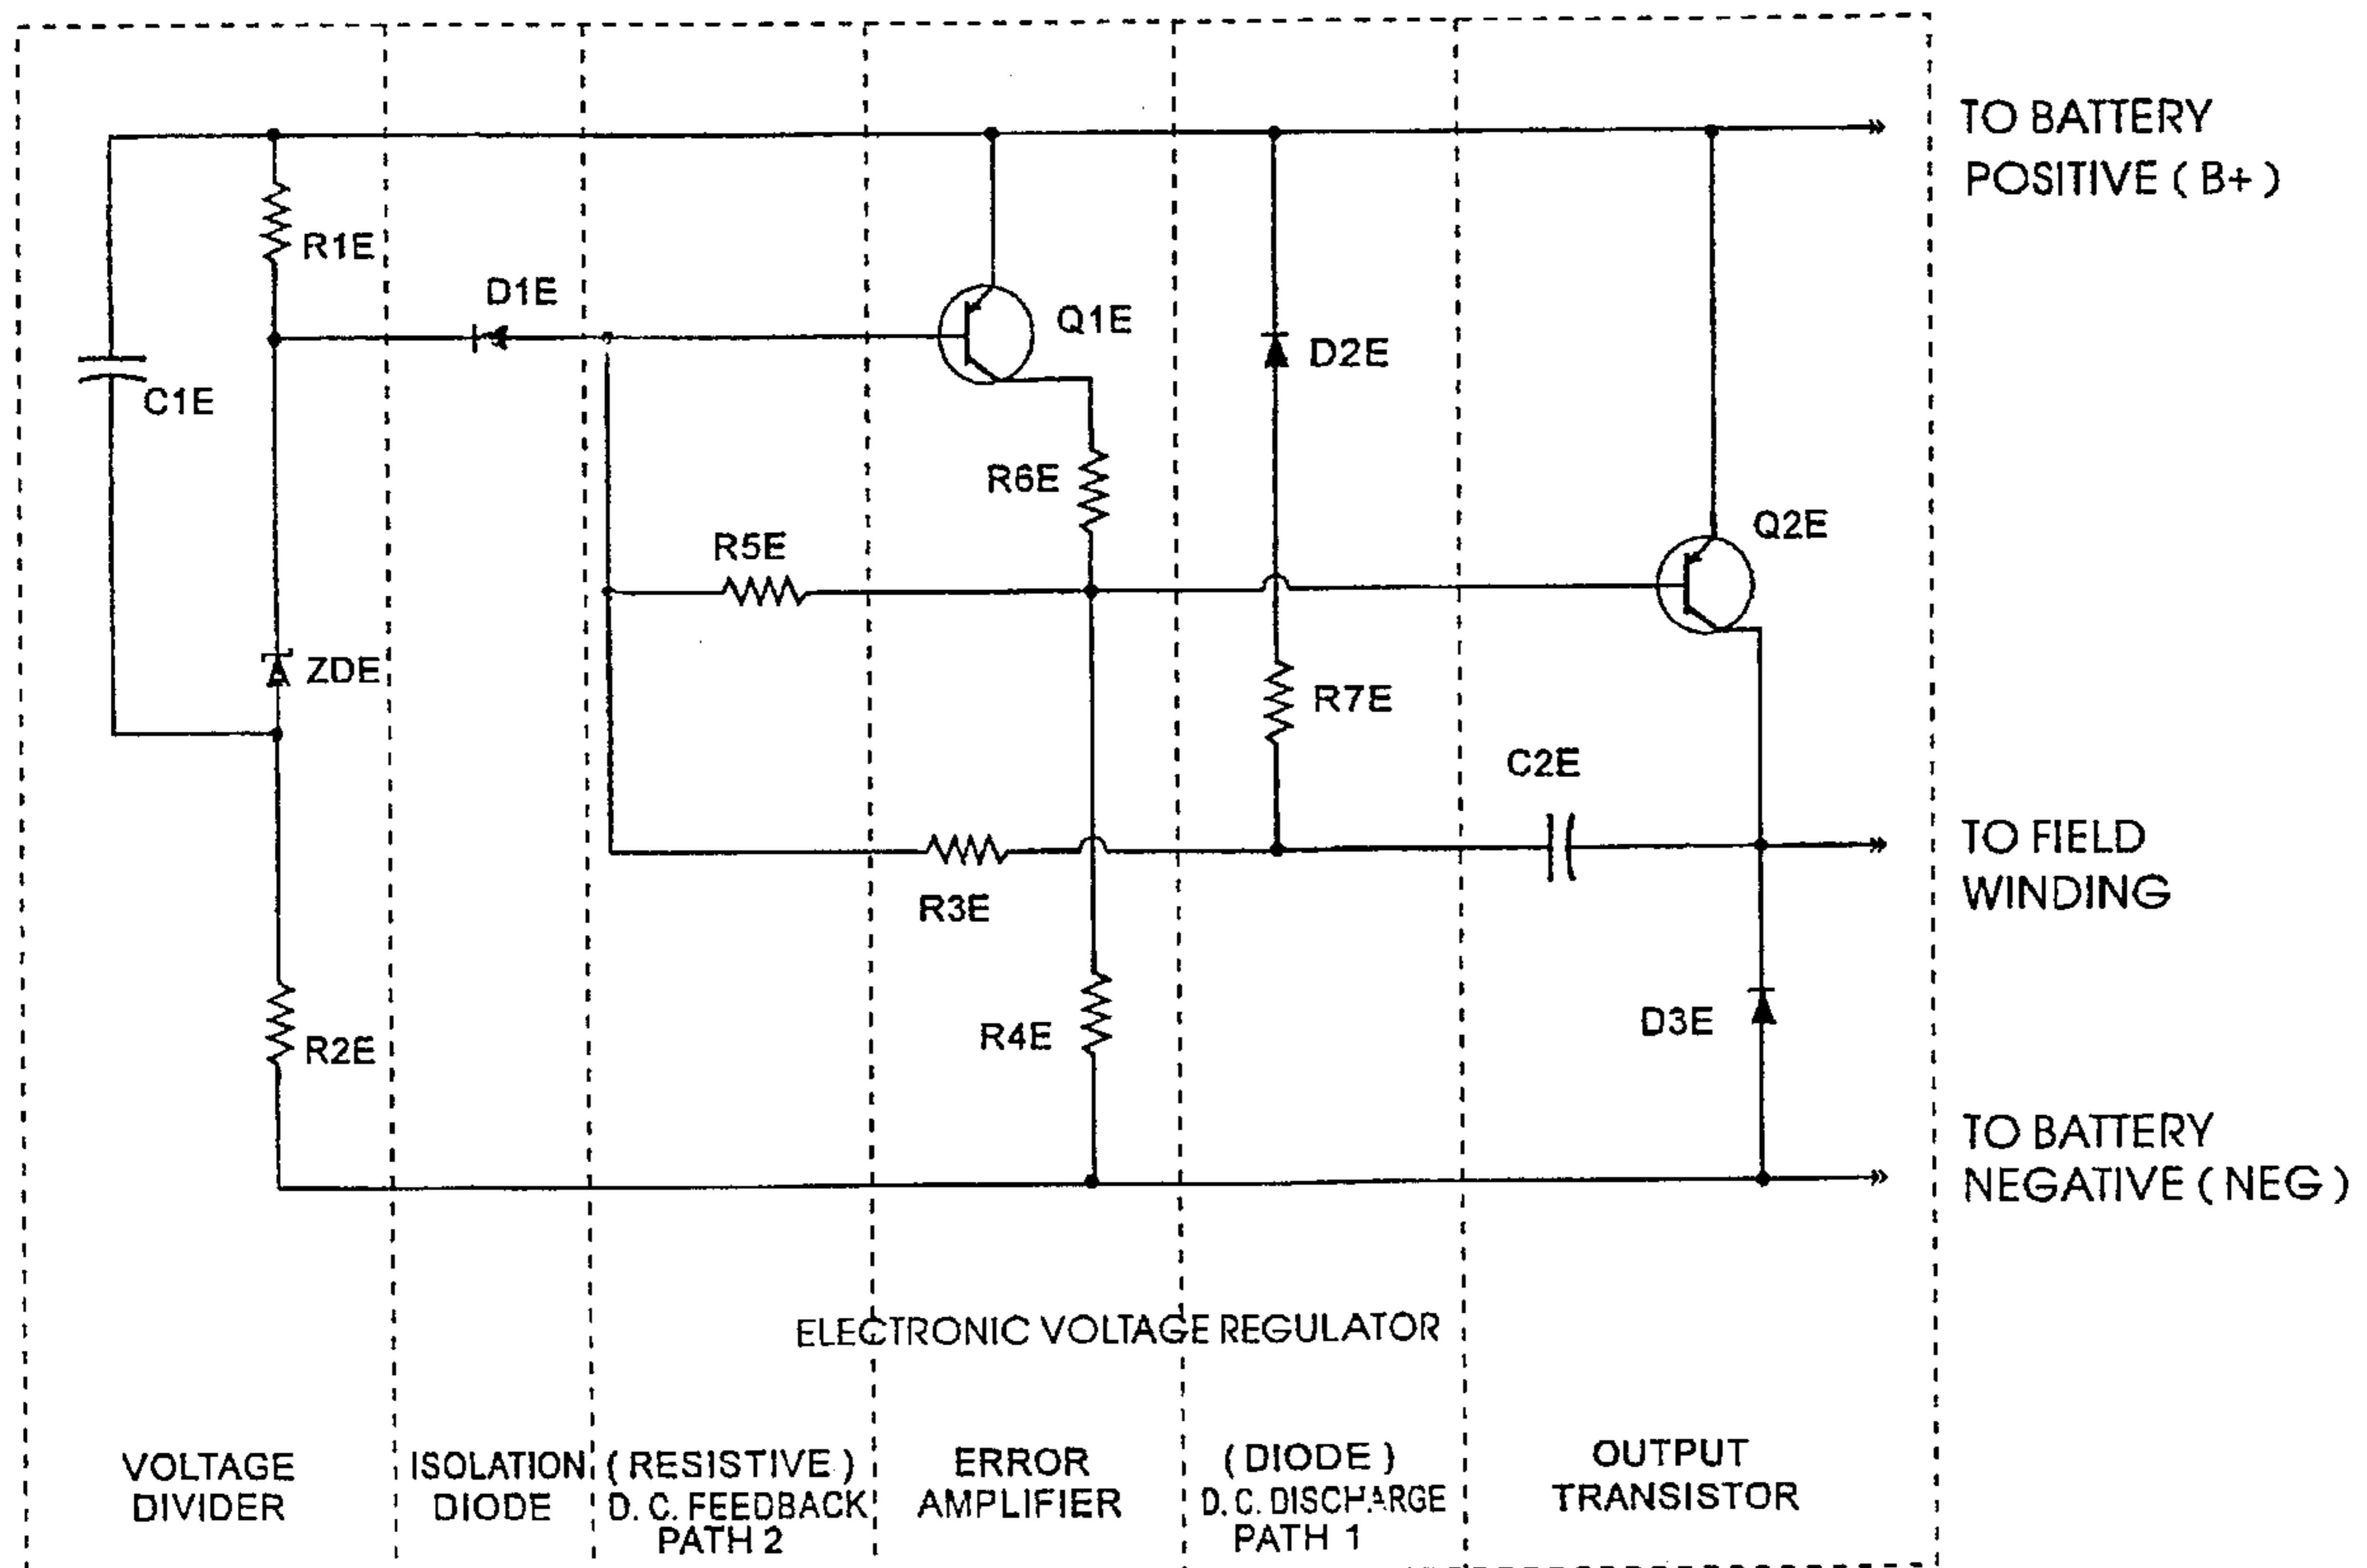 TO BATTERY
POSITIVE ( B+ )
R1E
D1E
Q1E
D2E
C1E
R6E
Q2E
R5E
ZDE
R7E
C2E
TO FIELD
WINDING
R3E
R2E
R4E
D3E
TO BATTERY
NEGATIVE ( NEG )
ELECTRONIC VOLTAGE REGULATOR
VOLTAGE
DIVIDER
ISOLATION
DIODE
( RESISTIVE )
D. C. FEEDBACK
PATH 2
ERROR
AMPLIFIER
( DIODE )
D. C. DISCHARGE
PATH 1
OUTPUT
TRANSISTOR